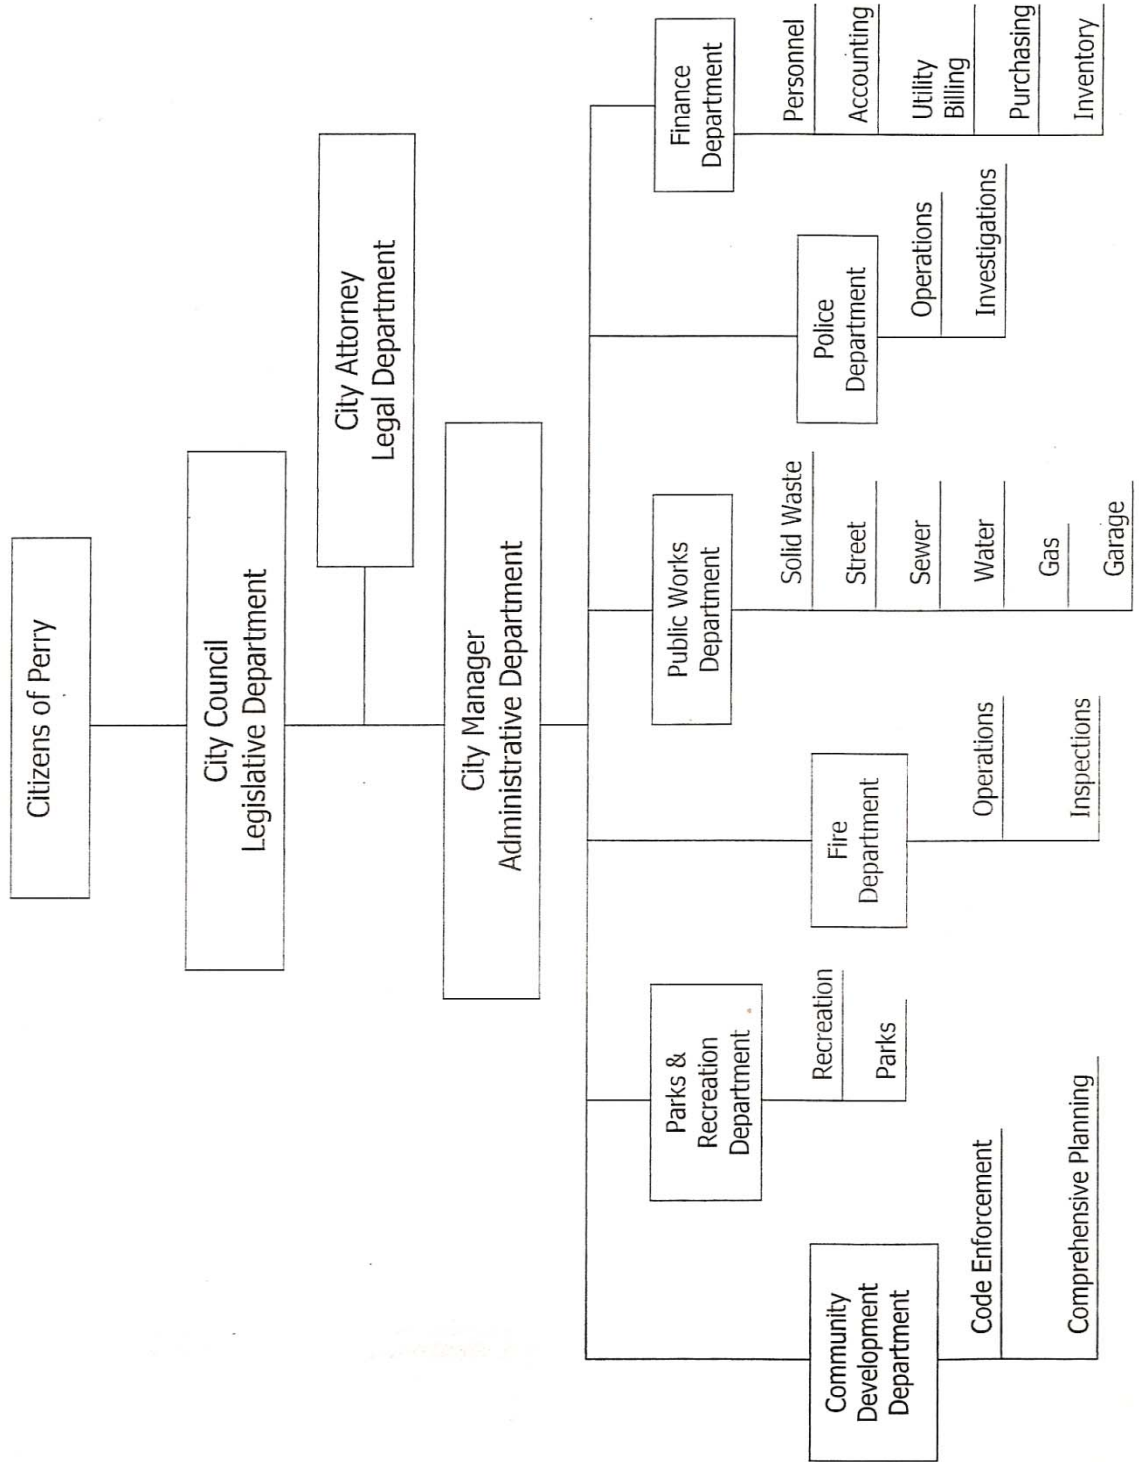 Citizens of Perry
City Council
Legislative Department
City Attorney
Legal Department
City Manager
Administrative Department
Community
Development
Department
Code Enforcement
Comprehensive Planning
Parks &
Recreation
Department
Recreation
Parks
Fire
Department
Operations
Inspections
Public Works
Department
Solid Waste
Street
Sewer
Water
Gas
Garage
Police
Department
Operations
Investigations
Finance
Department
Personnel
Accounting
Utility
Billing
Purchasing
Inventory